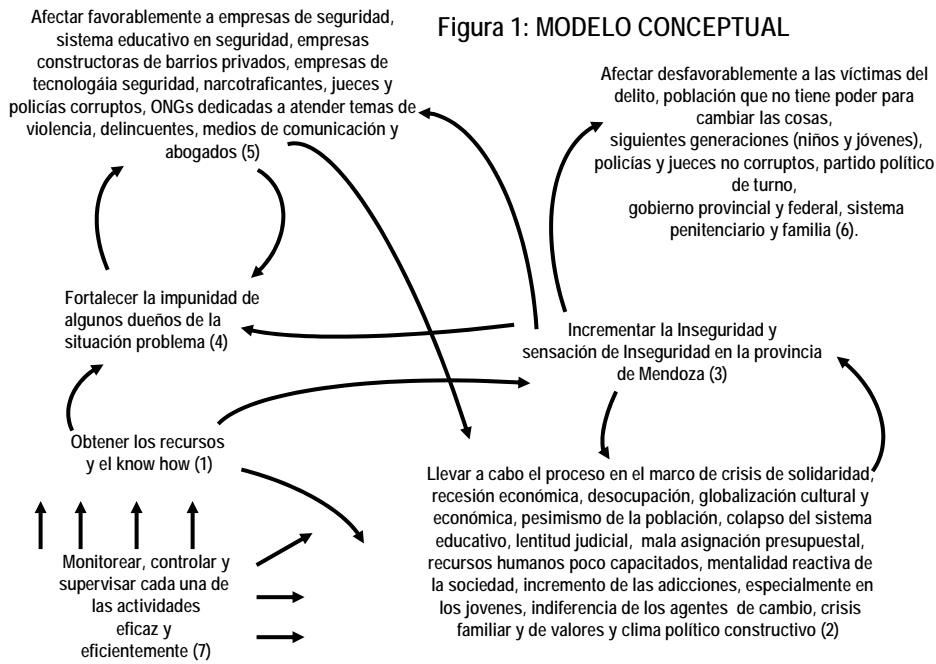 Figura 1: MODELO CONCEPTUAL
Afectar favorablemente a empresas de seguridad,
sistema educativo en seguridad, empresas
constructoras de barrios privados, empresas de
tecnologáia seguridad, narcotraficantes, jueces y
policías corruptos, ONGs dedicadas a atender temas de
violencia, delincuentes, medios de comunicación y
abogados (5)
Afectar desfavorablemente a las víctimas del
delito, población que no tiene poder para
cambiar las cosas,
siguientes generaciones (niños y jóvenes),
policías y jueces no corruptos, partido político
de turno,
gobierno provincial y federal, sistema
penitenciario y familia (6).
Fortalecer la impunidad de
algunos dueños de la
situación problema (4)
Incrementar la Inseguridad y
sensación de Inseguridad en la provincia
de Mendoza (3)
Obtener los recursos
y el know how (1)
Llevar a cabo el proceso en el marco de crisis de solidaridad,
recesión económica, desocupación, globalización cultural y
económica, pesimismo de la población, colapso del sistema
educativo, lentitud judicial, mala asignación presupuestal,
recursos humanos poco capacitados, mentalidad reactiva de
la sociedad, incremento de las adicciones, especialmente en
los jovenes, indiferencia de los agentes de cambio, crisis
familiar y de valores y clima político constructivo (2)
Monitorear, controlar y
supervisar cada una de
las actividades
eficaz y
eficientemente (7)